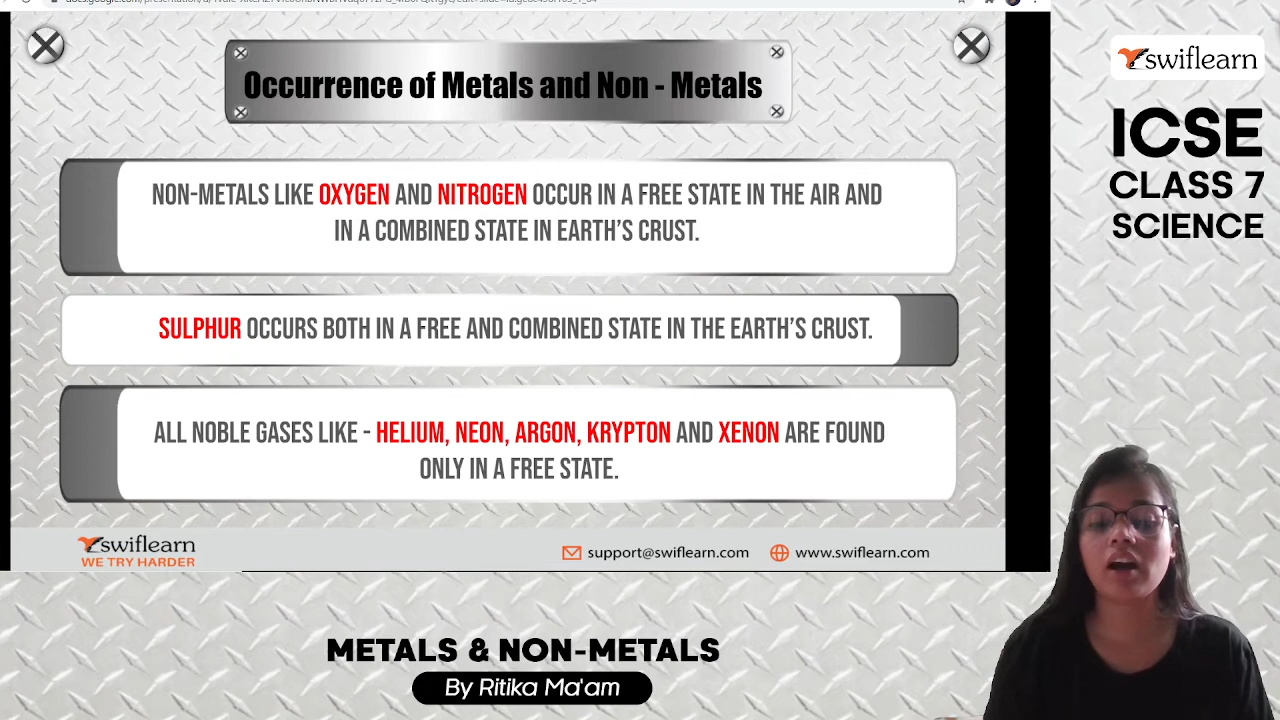 Occurrence of Metals and Non - Metals
NON-METALS LIKE OXYGEN AND NITROGEN OCCUR IN A FREE STATE IN THE AIR AND
IN A COMBINED STATE IN EARTH'S CRUST.
SULPHUR OCCURS BOTH IN A FREE AND COMBINED STATE IN THE EARTH'S CRUST.
ALL NOBLE GASES LIKE - HELIUM, NEON, ARGON, KRYPTON AND XENON ARE FOUND
ONLY IN A FREE STATE.
swiflearn
WE TRY HARDER
support@swiflearn.com
www.swiflearn.com
swiflearn
ICSE
CLASS 7
SCIENCE
METALS & NON-METALS
By Ritika Ma'am